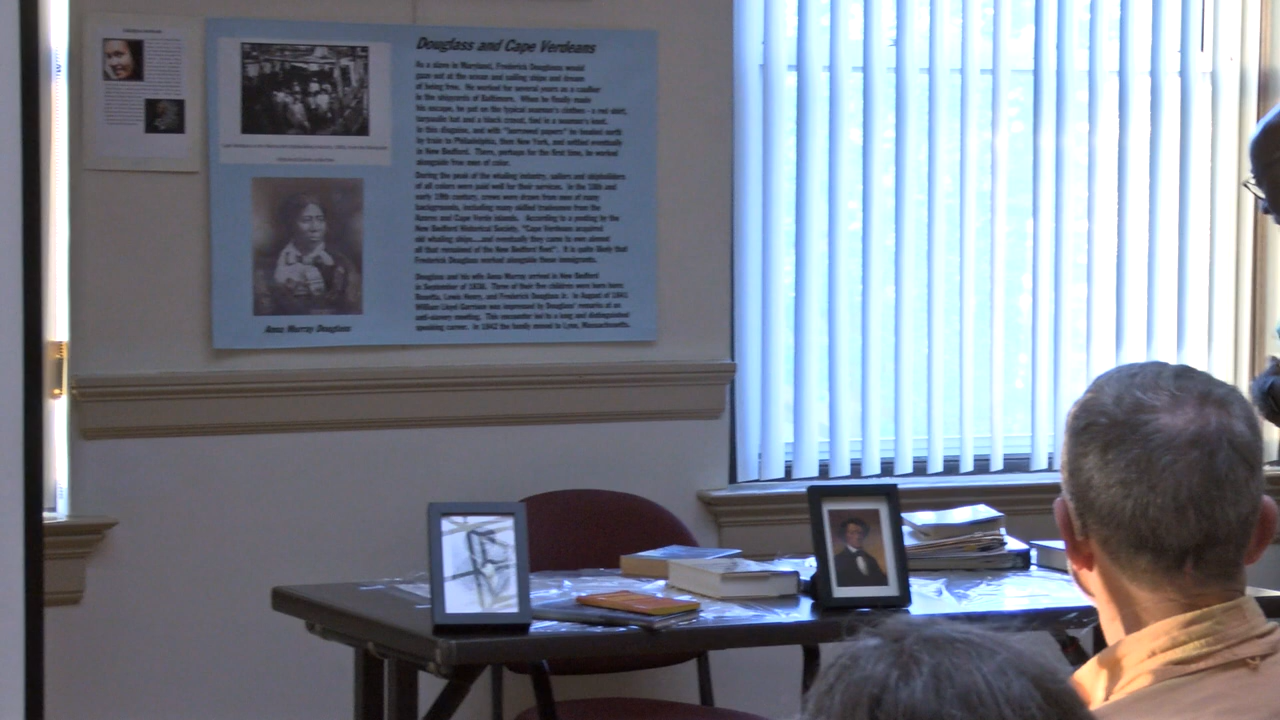 Douglass and Cape Verdeans
As a slave in Maryland, Frederick Douglass would
gaze out at the ocean and sailing ships and dream
of being free. He worked for several years as a caulker
in the shipyards of Baltimore. When he finally made
his escape, he put on the typical seaman's clothes - a red shirt,
tarpaulin hat and a black cravat, tied in a seaman's knot.
In this disguise, and with "borrowed papers" he headed north
by train to Philadelphia, then New York, and settled eventually
in New Bedford. There, perhaps for the first time, he worked
alongside free men of color.
During the peak of the whaling industry, sailors and shipbuilders
of all colors were paid well for their services. In the 18th and
early 19th century, crews were drawn from men of many
backgrounds, including many skilled tradesmen from the
Azores and Cape Verde islands. According to a posting by the
New Bedford Historical Society, "Cape Verdeans acquired
old whaling ships....and eventually they came to own almost
all that remained of the New Bedford fleet". It is quite likely that
Frederick Douglass worked alongside these immigrants.
Douglass and his wife Anna Murray arrived in New Bedford
in September of 1838. Three of their five children were born here:
Rosetta, Lewis Henry, and Frederick Douglass Jr. In August of 1841
William Lloyd Garrison was impressed by Douglass' remarks at an
anti-slavery meeting. This encounter led to a long and distinguished
speaking career. In 1842 the family moved to Lynn, Massachusetts.
Anna Murray Douglass